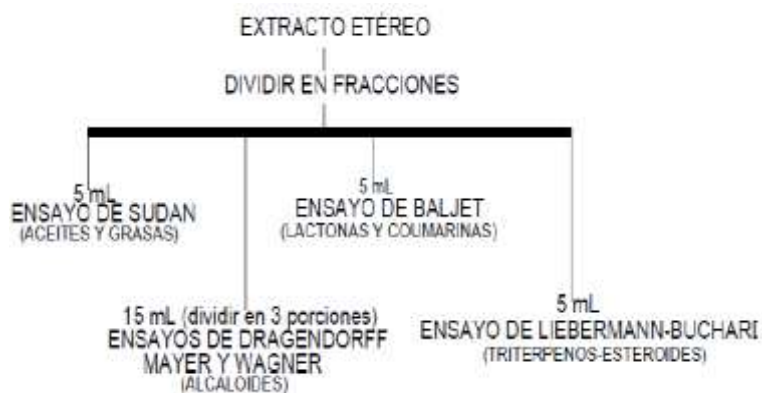 EXTRACTO ETÉREO
DIVIDIR EN FRACCIONES
5 mL
ENSAYO DE SUDAN
(ACEITES Y GRASAS)
15 mL (dividir en 3 porciones)
ENSAYOS DE DRAGENDORFF
MAYER Y WAGNER
(ALCALOIDES)
5 mL
ENSAYO DE BALJET
(LACTONAS Y COUMARINAS)
5 mL
ENSAYO DE LIEBERMANN-BUCHARI
(TRITERPENOS-ESTEROIDES)